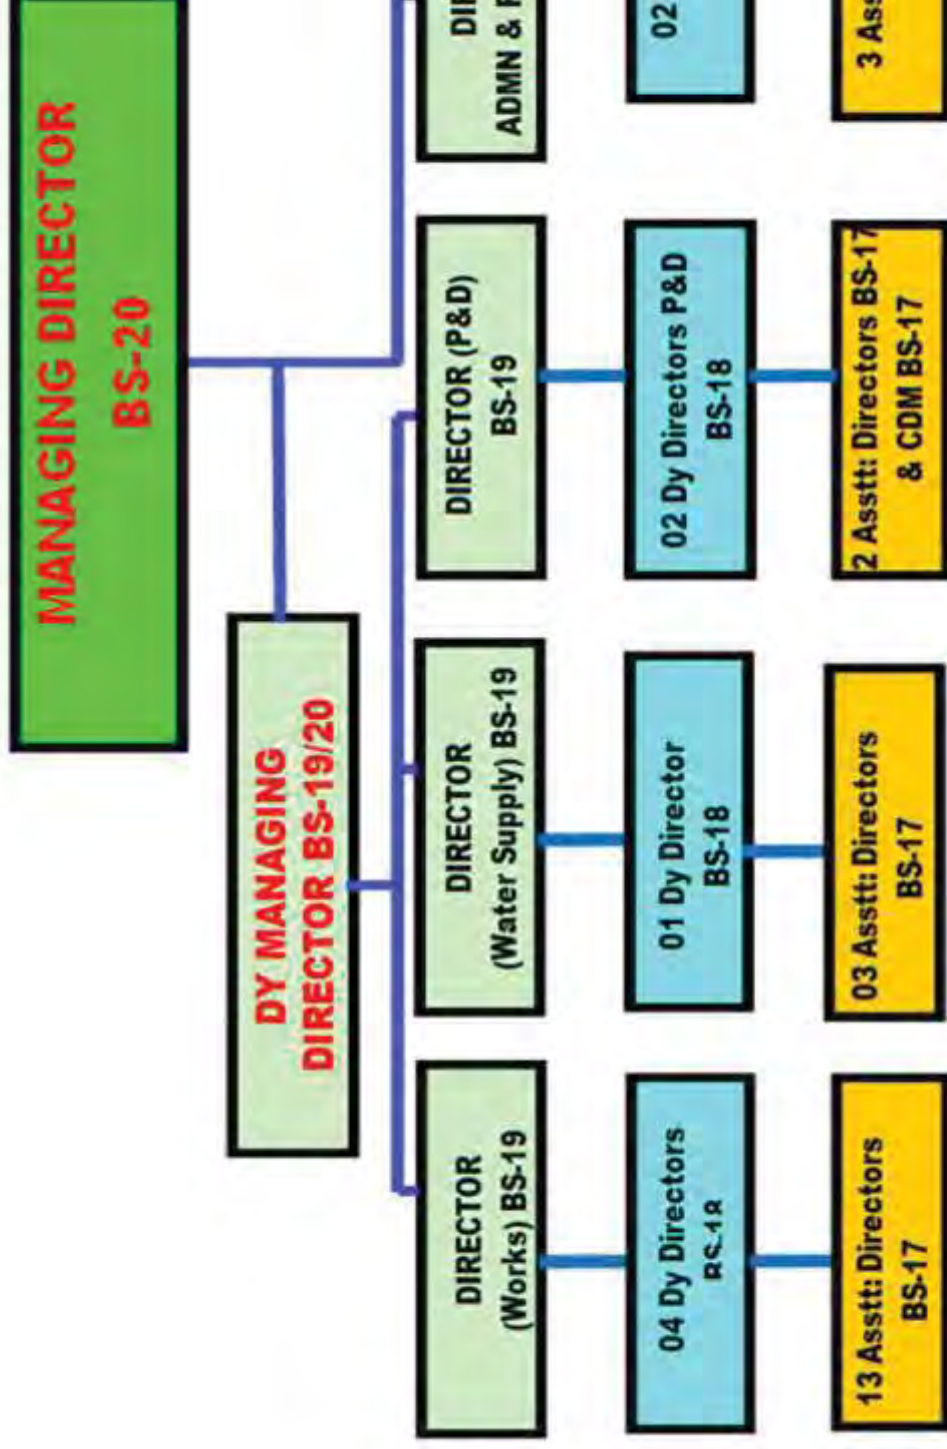 MANAGING DIRECTOR
BS-20
DY MANAGING
DIRECTOR BS-19/20
DIRECTOR
(Works) BS-19
DIRECTOR
(Water Supply) BS-19
DIRECTOR (P&D)
BS-19
ADMN &
04 Dy Directors
BS-18
01 Dy Director
BS-18
02 Dy Directors P&D
BS-18
02
13 Asstt: Directors
BS-17
03 Asstt: Directors
BS-17
2 Asstt: Directors BS-17
& CDM BS-17
3